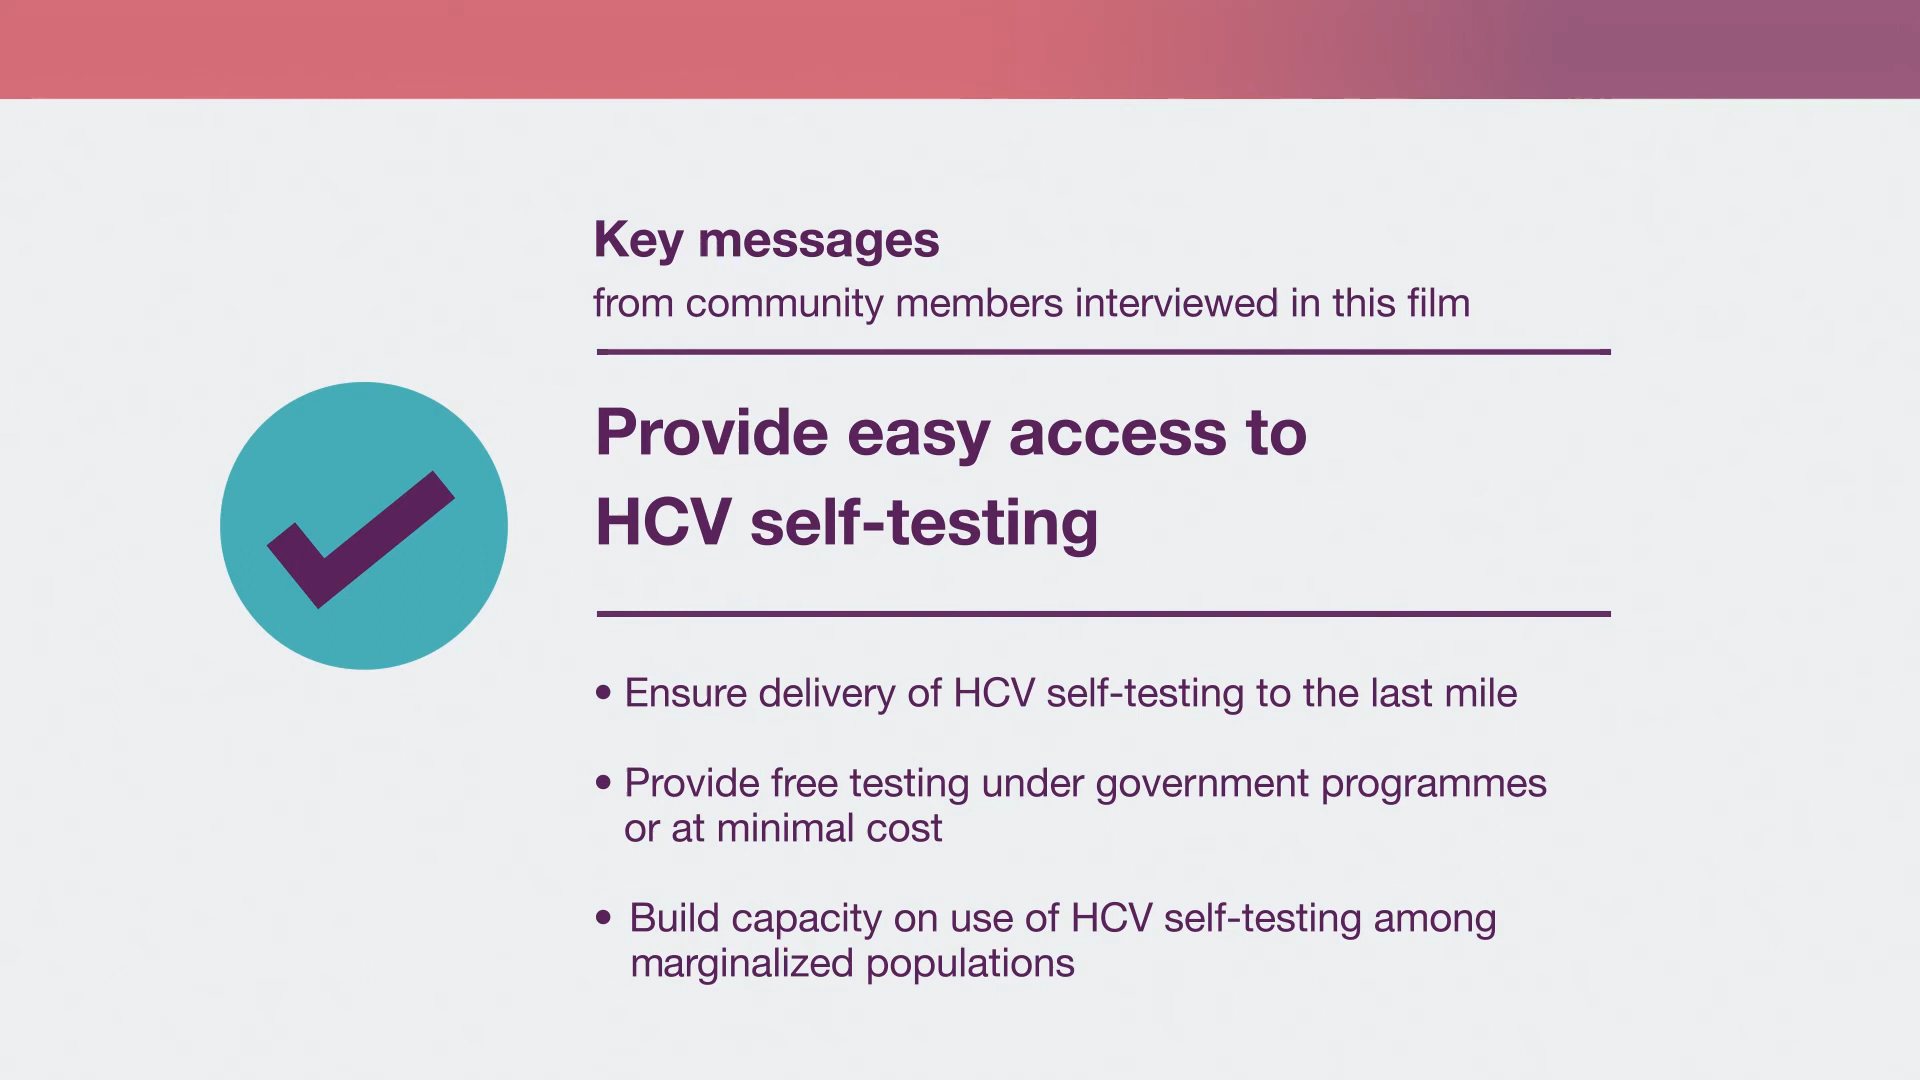 Key messages
from community members interviewed in this film
Provide easy access to
HCV self-testing
• Ensure delivery of HCV self-testing to the last mile
• Provide free testing under government programmes
or at minimal cost
• Build capacity on use of HCV self-testing among
marginalized populations